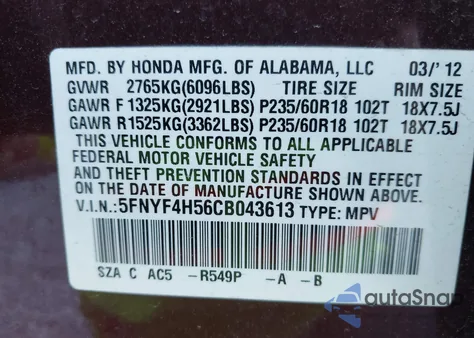 MFD. BY HONDA MFG. OF ALABAMA, LLC 03/'12
GVWR 2765KG(6096LBS) TIRE SIZE RIM SIZE
GAWR F 1325KG(2921LBS) P235/60R18 102T 18X7.5J
GAWR R1525KG(3362LBS) P235/60R18 102T 18X7.5J
THIS VEHICLE CONFORMS TO ALL APPLICABLE
FEDERAL MOTOR VEHICLE SAFETY
AND THEFT PREVENTION STANDARDS IN EFFECT
ON THE DATE OF MANUFACTURE SHOWN ABOVE.
V.I.N.:5FNYF4H56CB043613 TYPE: MPV
SZA C AC5 -R549P -A -B
autoSnap